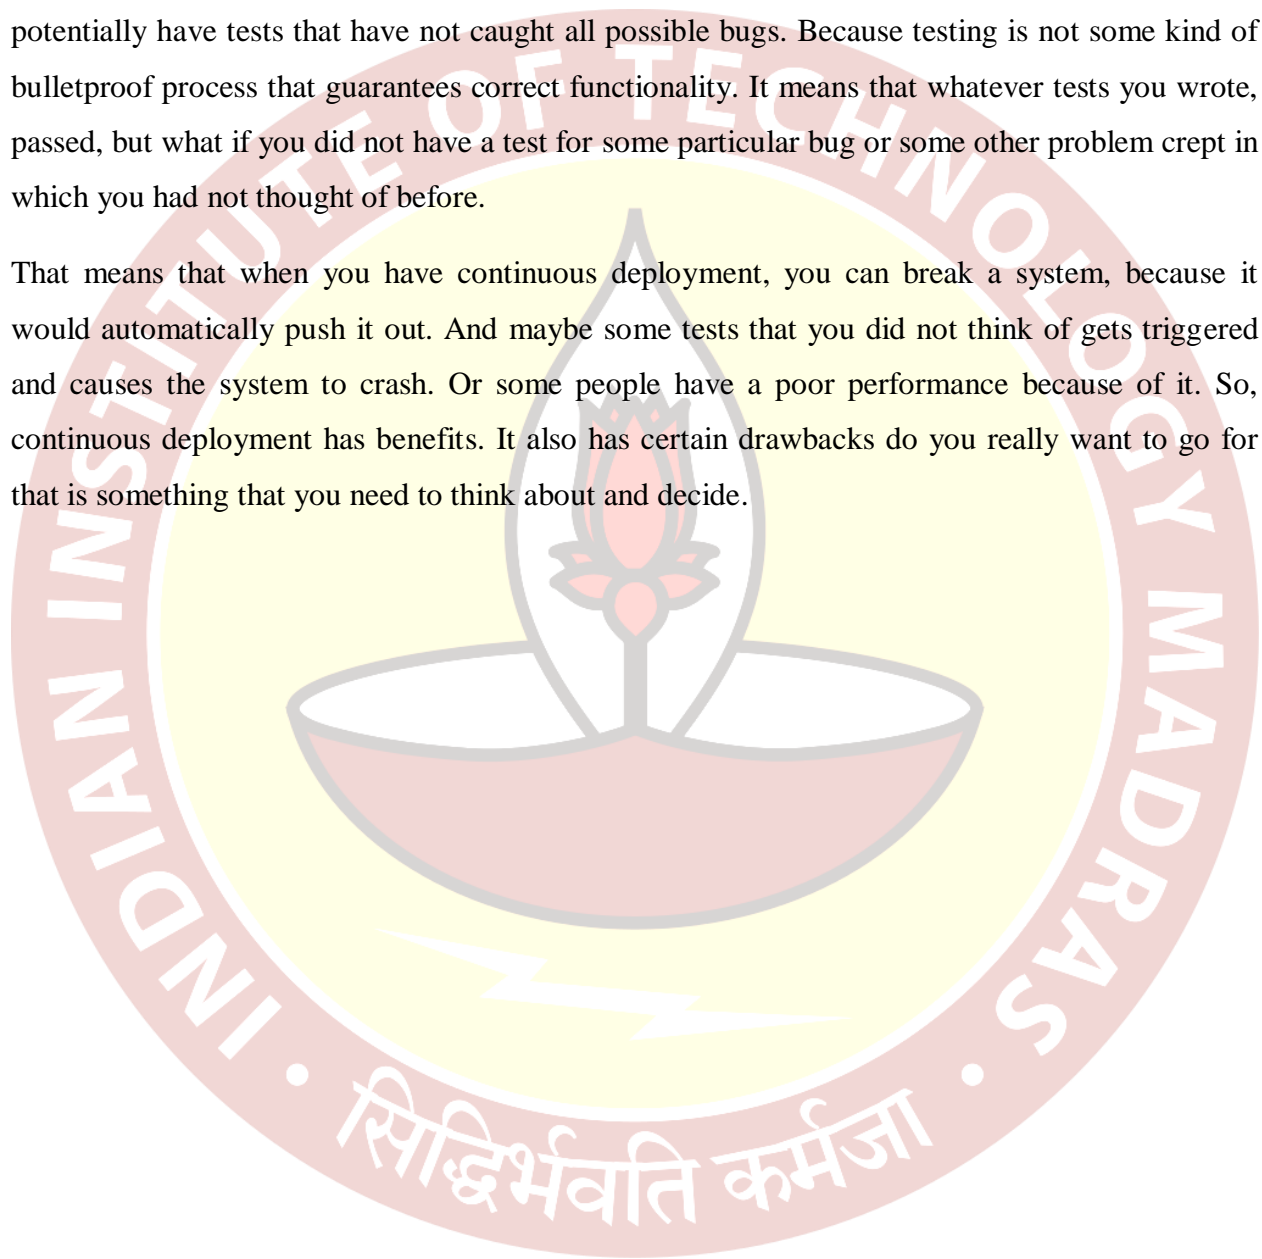 potentially have tests that have not caught all possible bugs. Because testing is not some kind of
bulletproof process that guarantees correct functionality. It means that whatever tests you wrote,
passed, but what if you did not have a test for some particular bug or some other problem crept in
which you had not thought of before.
That means that when you have continuous deployment, you can break a system, because it
would automatically push it out. And maybe some tests that you did not think of gets triggered
and causes the system to crash. Or some people have a poor performance because of it. So,
continuous deployment has benefits. It also has certain drawbacks do you really want to go for
that is something that you need to think about and decide.
INDIAN INSTITUTE OF TECHNOLOGY MADRAS
सिद्धिर्भवति कर्मजा